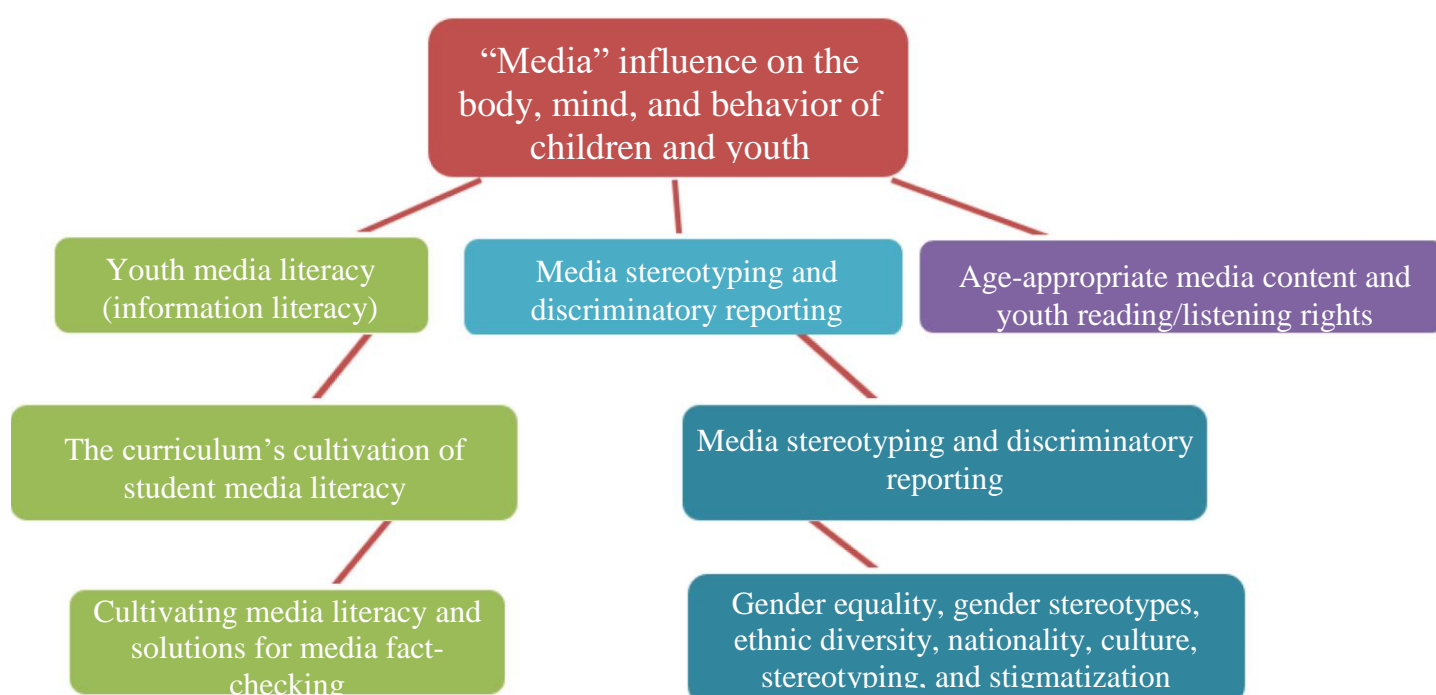 “Media” influence on the
body, mind, and behavior of
children and youth
Youth media literacy
(information literacy)
Media stereotyping and
discriminatory reporting
Age-appropriate media content and
youth reading/listening rights
The curriculum’s cultivation of
student media literacy
Media stereotyping and discriminatory
reporting
Cultivating media literacy and
solutions for media fact-
checking
Gender equality, gender stereotypes,
ethnic diversity, nationality, culture,
stereotyping, and stigmatization